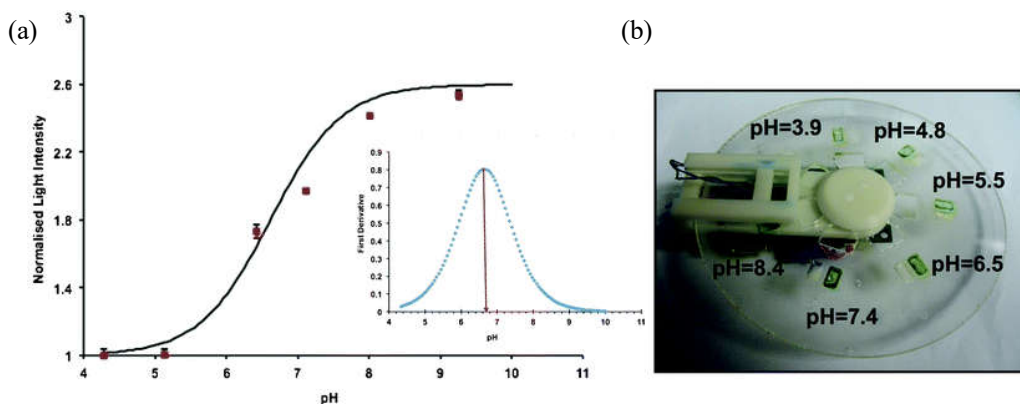 (a)
3
2.6
2.2
1.8
1.4
1
Normalised Light Intensity
4 5 6 7 8 9 10 11
pH
0.9
0.8
0.7
0.6
0.5
0.4
0.3
0.2
0.1
0
First Derivative
4 5 6 7 8 9 10 11
pH
(b)
pH=3.9
pH=4.8
pH=5.5
pH=6.5
pH=8.4
pH=7.4